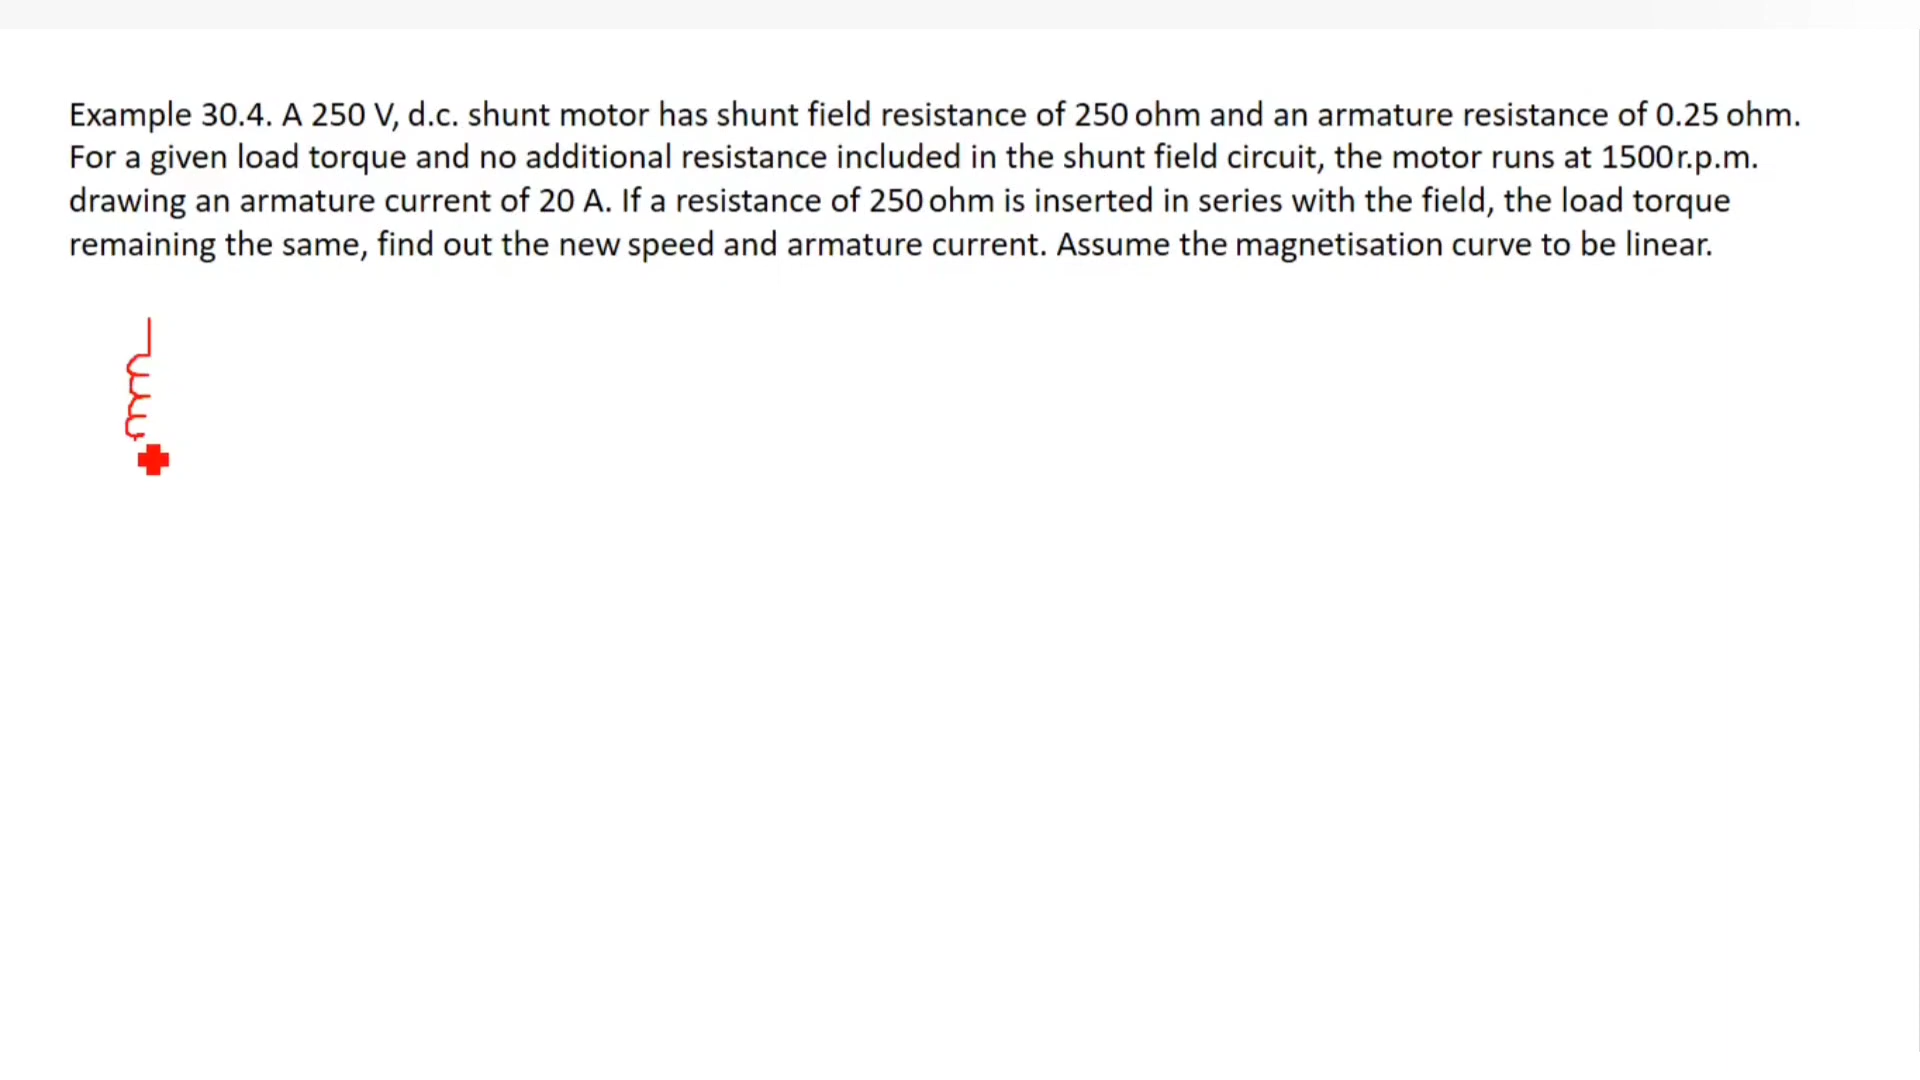 Example 30.4. A 250 V, d.c. shunt motor has shunt field resistance of 250 ohm and an armature resistance of 0.25 ohm.
For a given load torque and no additional resistance included in the shunt field circuit, the motor runs at 1500 r.p.m.
drawing an armature current of 20 A. If a resistance of 250 ohm is inserted in series with the field, the load torque
remaining the same, find out the new speed and armature current. Assume the magnetisation curve to be linear.